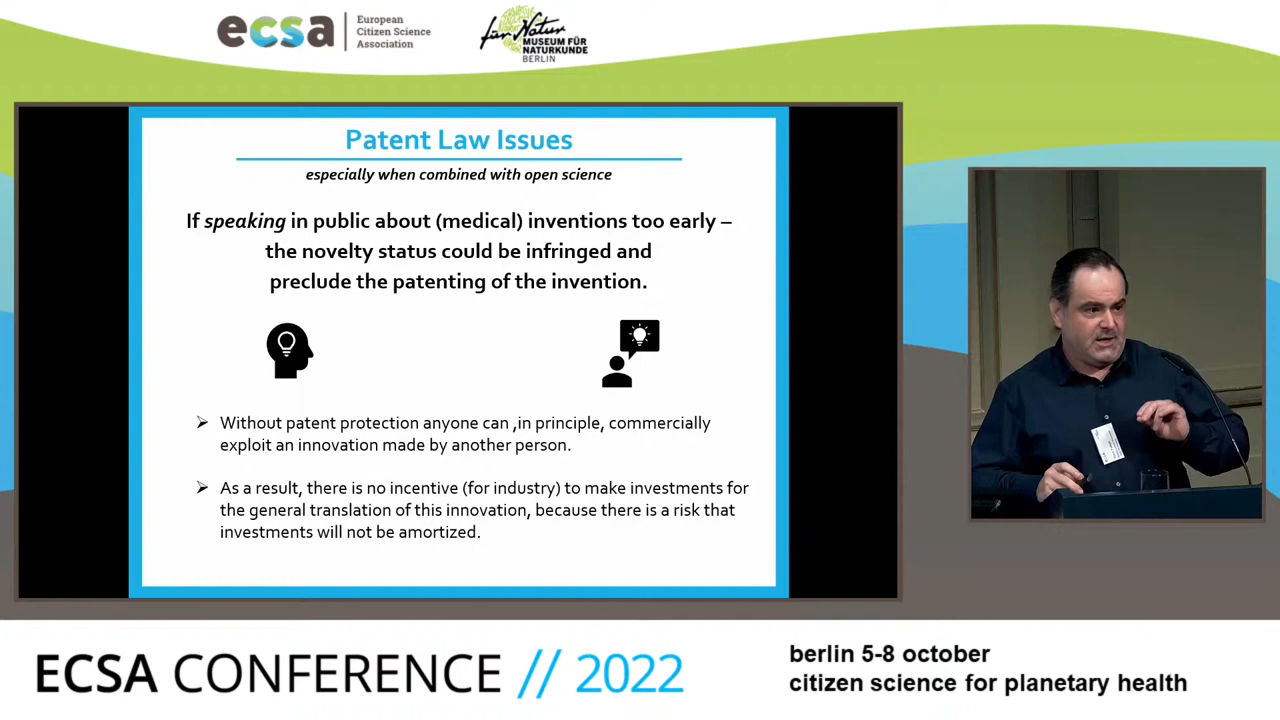 ecsa
European
Citizen Science
Association
für Natur
MUSEUM FÜR
NATURKUNDE
BERLIN
Patent Law Issues
especially when combined with open science
If speaking in public about (medical) inventions too early –
the novelty status could be infringed and
preclude the patenting of the invention.
➢ Without patent protection anyone can ,in principle, commercially
exploit an innovation made by another person.
➢ As a result, there is no incentive (for industry) to make investments for
the general translation of this innovation, because there is a risk that
investments will not be amortized.
ECSA CONFERENCE // 2022
berlin 5-8 october
citizen science for planetary health